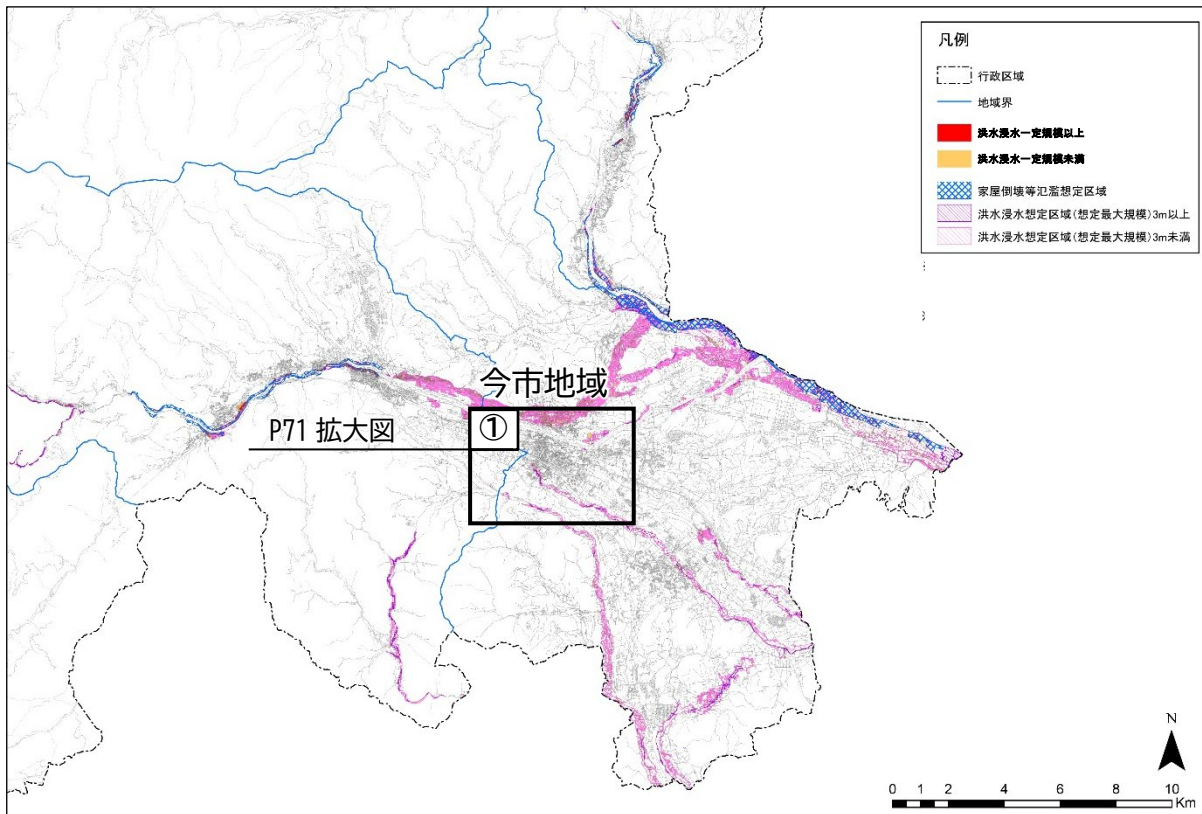 凡例
行政区域
地域界
洪水浸水一定規模以上
洪水浸水一定規模未満
家屋倒壊等氾濫想定区域
洪水浸水想定区域(想定最大規模)3m以上
洪水浸水想定区域(想定最大規模)3m未満
今市地域
P71 拡大図
①
N
0 1 2 4 6 8 10
Km